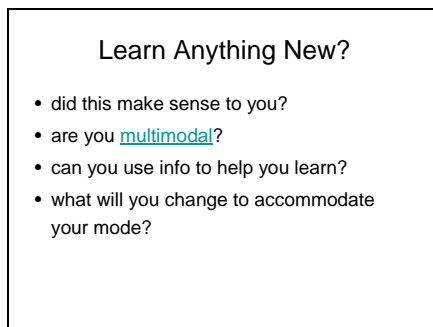 Learn Anything New?
• did this make sense to you?
• are you multimodal?
• can you use info to help you learn?
• what will you change to accommodate
your mode?